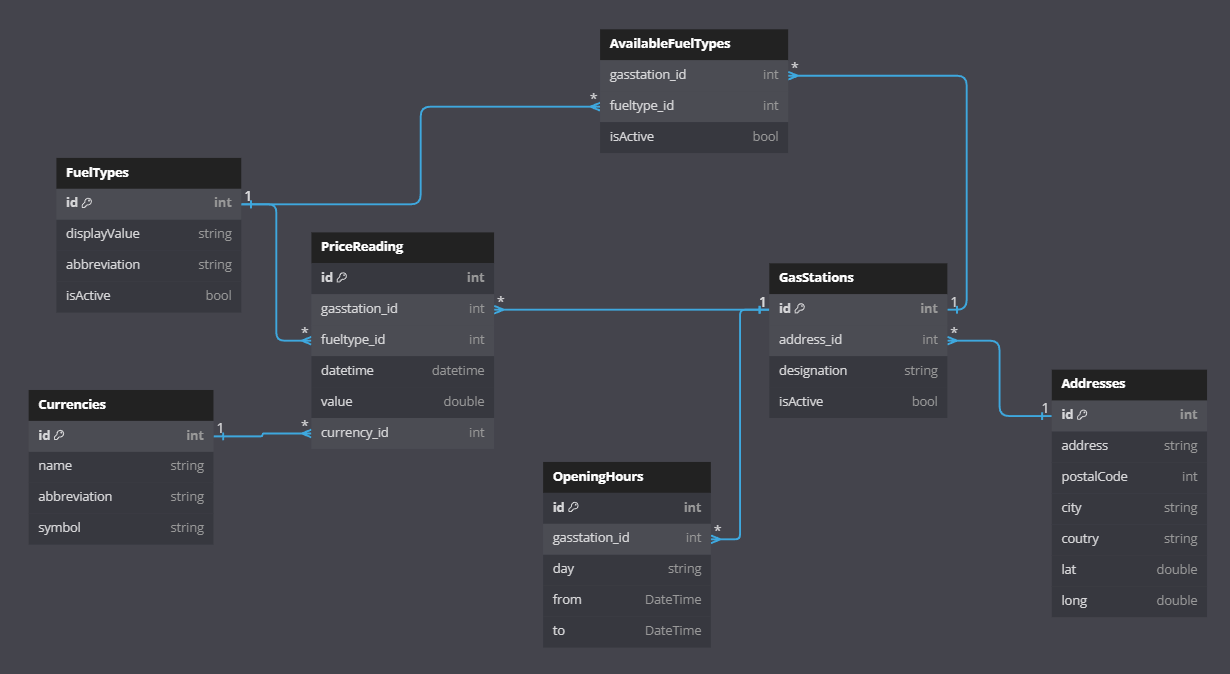 AvailableFuelTypes
gasstation_id int
fueltype_id int
isActive bool
* *
FuelTypes
id int
displayValue string
abbreviation string
isActive bool
1
PriceReading
id int
gasstation_id int
fueltype_id int
datetime datetime
value double
currency_id int
* * *
GasStations
id int
address_id int
designation string
isActive bool
1 1 *
Currencies
id int
name string
abbreviation string
symbol string
1
OpeningHours
id int
gasstation_id int
day string
from DateTime
to DateTime
*
Addresses
id int
address string
postalCode int
city string
coutry string
lat double
long double
1